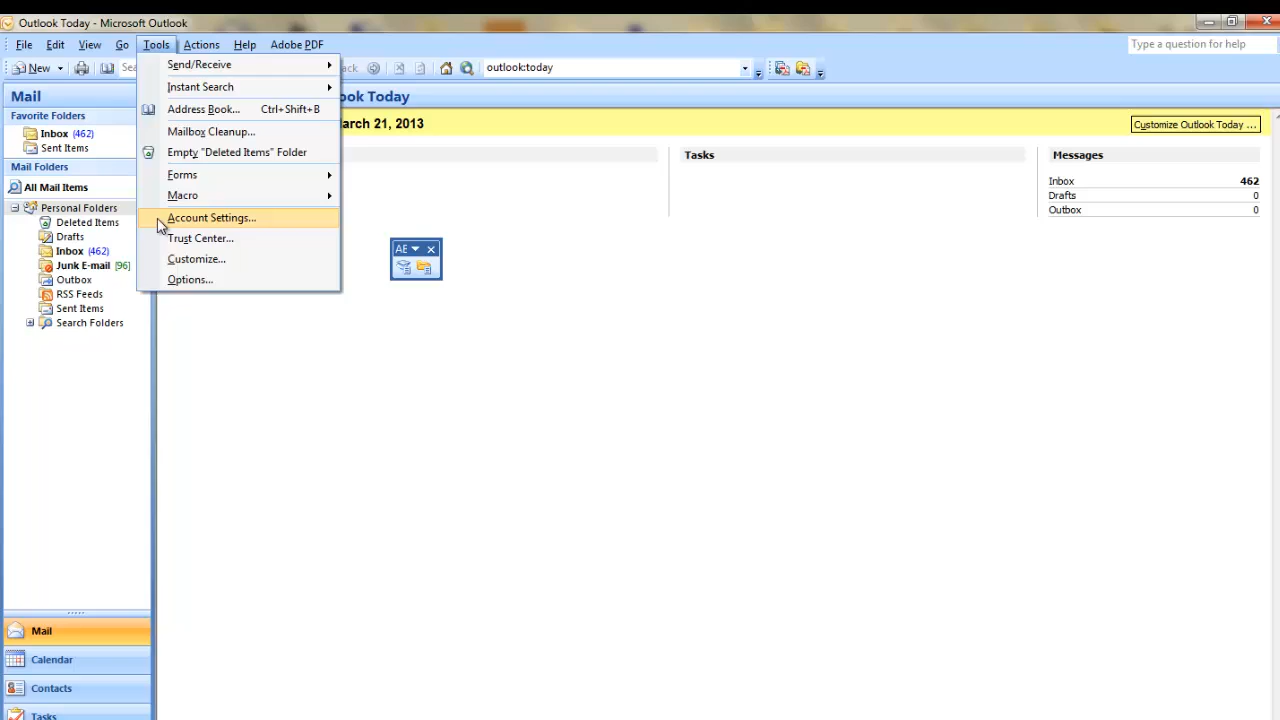 Outlook Today - Microsoft Outlook
File Edit View Go Tools Actions Help Adobe PDF
Type a question for help
New
outlook:today
Send/Receive
Instant Search
Address Book... Ctrl+Shift+B
Mailbox Cleanup...
Empty "Deleted Items" Folder
Forms
Macro
Account Settings...
Trust Center...
Customize...
Options...
Mail
Favorite Folders
Inbox (462)
Sent Items
Mail Folders
All Mail Items
Personal Folders
Deleted Items
Drafts
Inbox (462)
Junk E-mail [96]
Outbox
RSS Feeds
Sent Items
Search Folders
Mail
Calendar
Contacts
Tasks
ook Today
arch 21, 2013
Customize Outlook Today ...
Tasks
Messages
Inbox 462
Drafts 0
Outbox 0
AE